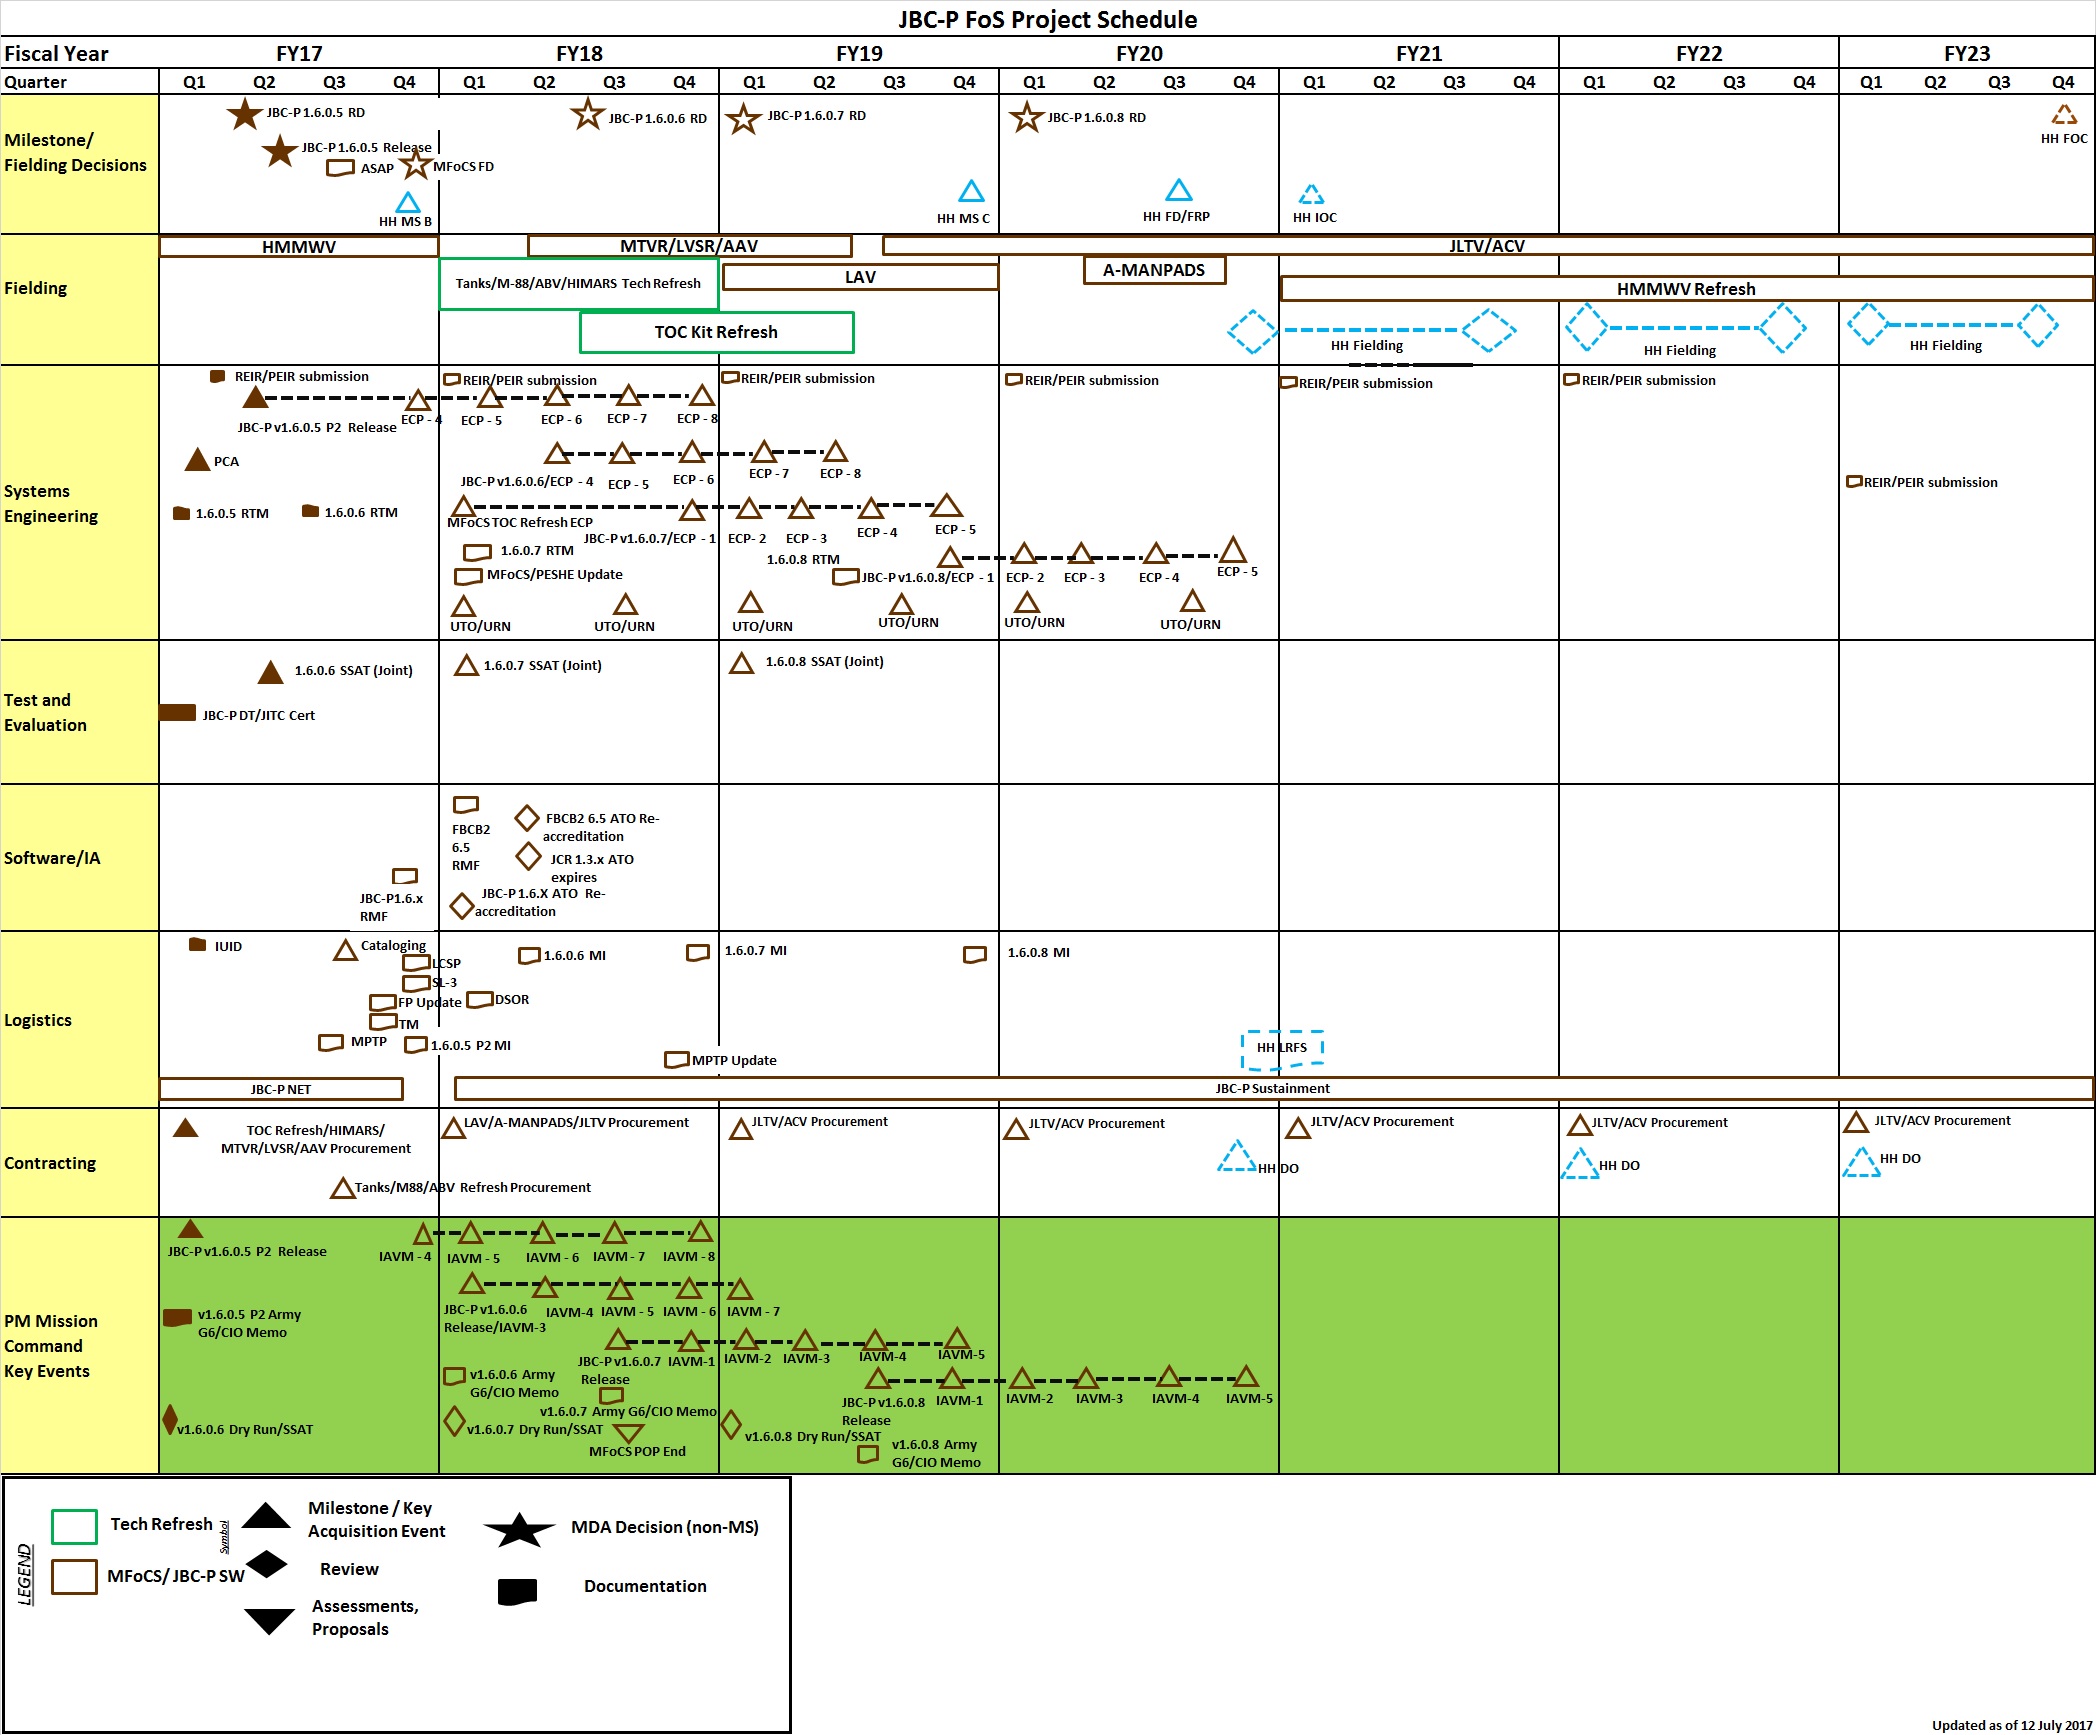 JBC-P FoS Project Schedule
Fiscal Year FY17 FY18 FY19 FY20 FY21 FY22 FY23
Quarter Q1 Q2 Q3 Q4 Q1 Q2 Q3 Q4 Q1 Q2 Q3 Q4 Q1 Q2 Q3 Q4 Q1 Q2 Q3 Q4 Q1 Q2 Q3 Q4 Q1 Q2 Q3 Q4
Milestone/
Fielding Decisions
JBC-P 1.6.0.5 RD
JBC-P 1.6.0.6 RD
JBC-P 1.6.0.7 RD
JBC-P 1.6.0.8 RD
HH FOC
JBC-P 1.6.0.5 Release
ASAP
MFoCS FD
HH MS B
HH MS C
HH FD/FRP
HH IOC
Fielding
HMMWV
MTVR/LVSR/AAV
JLTV/ACV
Tanks/M-88/ABV/HIMARS Tech Refresh
LAV
A-MANPADS
HMMWV Refresh
TOC Kit Refresh
HH Fielding
HH Fielding
HH Fielding
Systems
Engineering
REIR/PEIR submission
REIR/PEIR submission
REIR/PEIR submission
REIR/PEIR submission
REIR/PEIR submission
REIR/PEIR submission
JBC-P v1.6.0.5 P2 Release
ECP - 4
ECP - 5
ECP - 6
ECP - 7
ECP - 8
PCA
JBC-P v1.6.0.6/ECP - 4
ECP - 5
ECP - 6
ECP - 7
ECP - 8
REIR/PEIR submission
1.6.0.5 RTM
1.6.0.6 RTM
MFoCS TOC Refresh ECP
JBC-P v1.6.0.7/ECP - 1
ECP- 2
ECP - 3
ECP - 4
ECP - 5
1.6.0.7 RTM
1.6.0.8 RTM
MFoCS/PESHE Update
JBC-P v1.6.0.8/ECP - 1
ECP- 2
ECP - 3
ECP - 4
ECP - 5
UTO/URN
UTO/URN
UTO/URN
UTO/URN
UTO/URN
UTO/URN
Test and
Evaluation
1.6.0.6 SSAT (Joint)
1.6.0.7 SSAT (Joint)
1.6.0.8 SSAT (Joint)
JBC-P DT/JITC Cert
Software/IA
FBCB2
6.5
RMF
FBCB2 6.5 ATO Re-
accreditation
JCR 1.3.x ATO
expires
JBC-P1.6.x
RMF
JBC-P 1.6.X ATO Re-
accreditation
Logistics
IUID
Cataloging
LCSP
SL-3
FP Update
TM
MPTP
1.6.0.5 P2 MI
DSOR
1.6.0.6 MI
1.6.0.7 MI
1.6.0.8 MI
MPTP Update
HH LRFS
JBC-P NET
JBC-P Sustainment
Contracting
TOC Refresh/HIMARS/
MTVR/LVSR/AAV Procurement
LAV/A-MANPADS/JLTV Procurement
JLTV/ACV Procurement
JLTV/ACV Procurement
JLTV/ACV Procurement
JLTV/ACV Procurement
JLTV/ACV Procurement
HH DO
HH DO
HH DO
Tanks/M88/ABV Refresh Procurement
PM Mission
Command
Key Events
JBC-P v1.6.0.5 P2 Release
IAVM - 4
IAVM - 5
IAVM - 6
IAVM - 7
IAVM - 8
v1.6.0.5 P2 Army
G6/CIO Memo
JBC-P v1.6.0.6
Release/IAVM-3
IAVM-4
IAVM - 5
IAVM - 6
IAVM - 7
JBC-P v1.6.0.7
Release
IAVM-1
IAVM-2
IAVM-3
IAVM-4
IAVM-5
v1.6.0.6 Army
G6/CIO Memo
JBC-P v1.6.0.8
Release
IAVM-1
IAVM-2
IAVM-3
IAVM-4
IAVM-5
v1.6.0.7 Army G6/CIO Memo
v1.6.0.6 Dry Run/SSAT
v1.6.0.7 Dry Run/SSAT
MFoCS POP End
v1.6.0.8 Dry Run/SSAT
v1.6.0.8 Army
G6/CIO Memo
LEGEND
Tech Refresh
MFoCS/ JBC-P SW
Symbol
Milestone / Key
Acquisition Event
Review
Assessments,
Proposals
MDA Decision (non-MS)
Documentation
Updated as of 12 July 2017